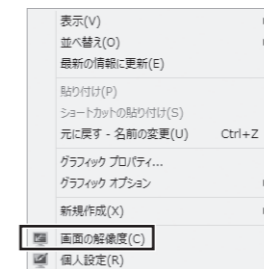 表示(V)
並べ替え(O)
最新の情報に更新(E)
貼り付け(P)
ショートカットの貼り付け(S)
元に戻す - 名前の変更(U) Ctrl+Z
グラフィック プロパティ...
グラフィック オプション
新規作成(X)
画面の解像度(C)
個人設定(R)